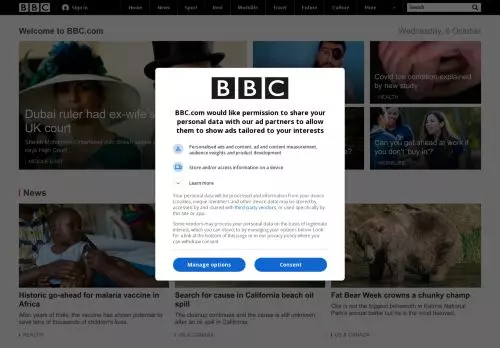 BBC
Sign in
Home
News
Sport
Reel
Worklife
Travel
Future
Culture
More
Search
Welcome to BBC.com
Wednesday, 6 October
Dubai ruler had ex-wife's
UK court
says High Court
MIDDLE EAST
Covid toe condition explained
by new study
HEALTH
Can you get ahead at work if
you don't 'buy in'?
WORKLIFE
BBC
BBC.com would like permission to share your
personal data with our ad partners to allow
them to show ads tailored to your interests
Personalised ads and content, ad and content measurement,
audience insights and product development
Store and/or access information on a device
Learn more
Your personal data will be processed and information from your device
(cookies, unique identifiers and other device data) may be stored by,
accessed by and shared with third party vendors, or used specifically by
this site or app.
Some vendors may process your personal data on the basis of legitimate
interest, which you can object to by managing your options below. Look
for a link at the bottom of this page or in our privacy policy where you
can withdraw consent.
Manage options
Consent
News
Historic go-ahead for malaria vaccine in
Africa
After years of trials, the vaccine has shown potential to
save tens of thousands of children's lives.
HEALTH
Search for cause in California beach oil
spill
The cleanup continues and the cause is still unknown
after an oil spill in California.
US & CANADA
Fat Bear Week crowns a chunky champ
Otis is not the biggest behemoth in Katmai National
Park's annual battle but he is the most beloved.
US & CANADA